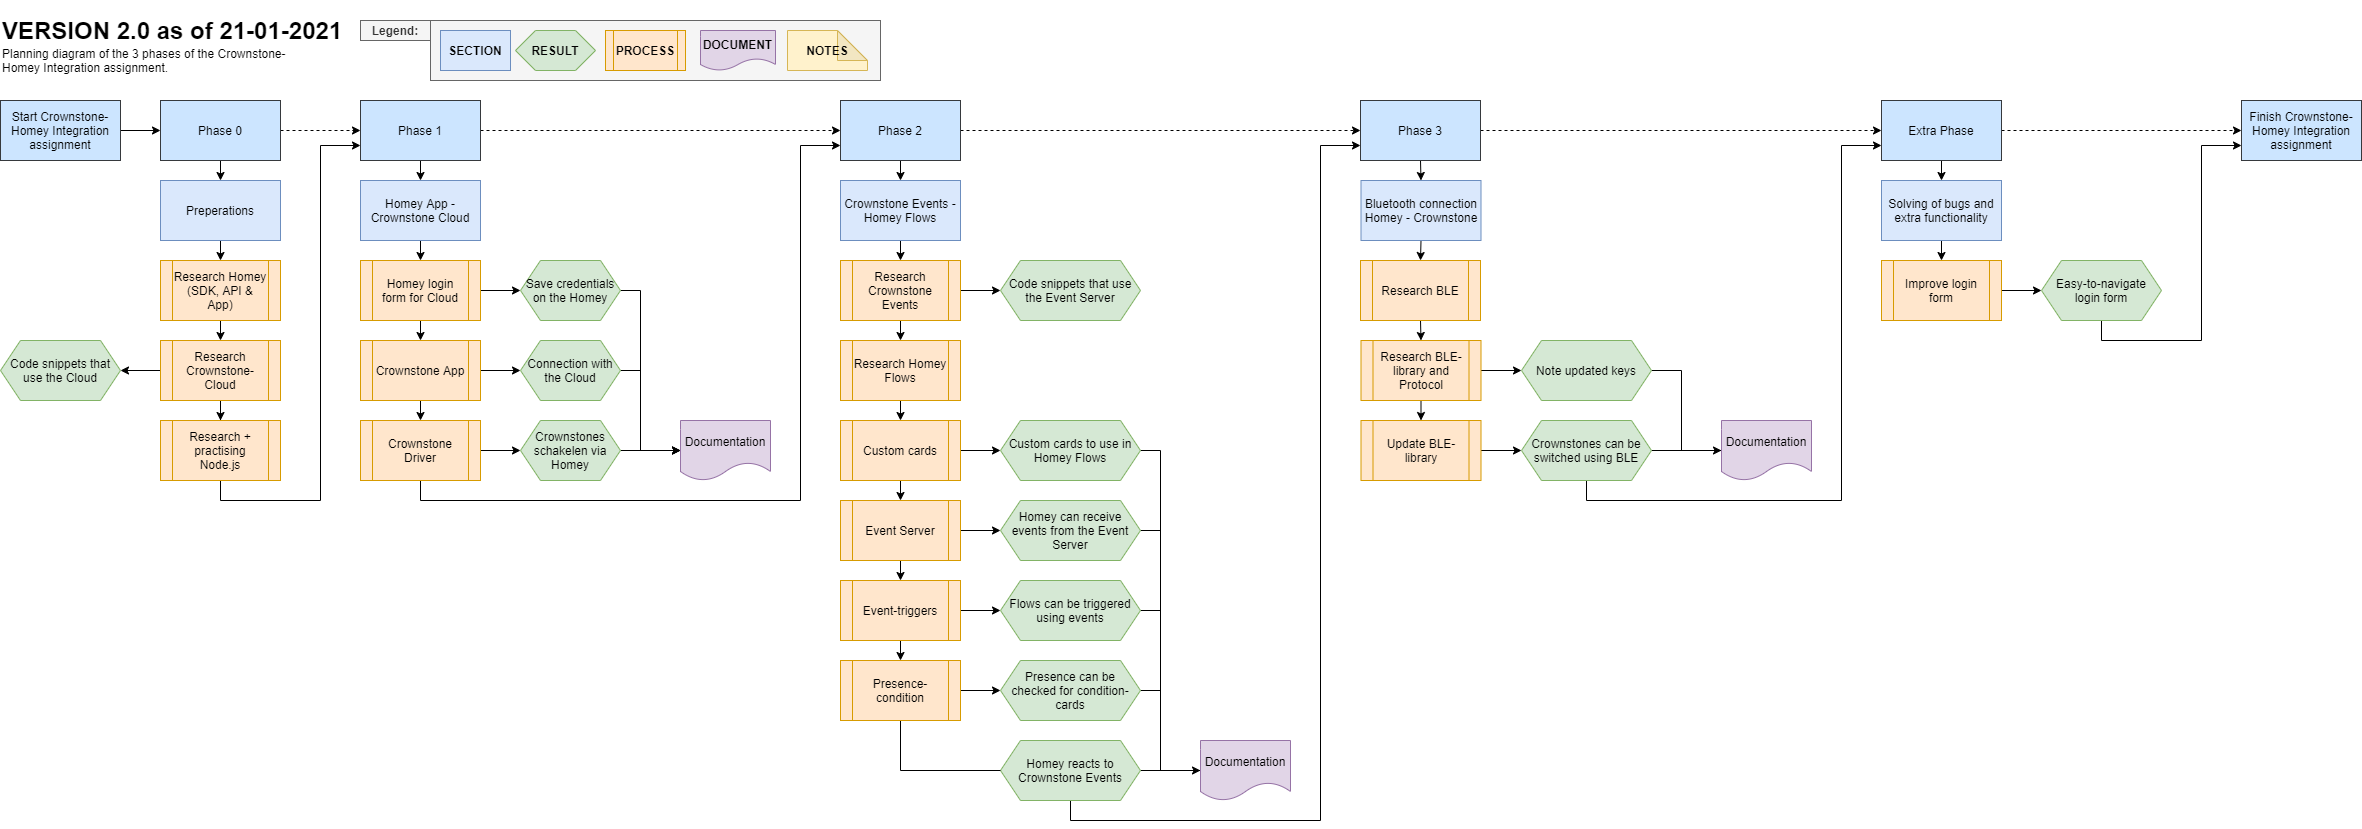 VERSION 2.0 as of 21-01-2021
Planning diagram of the 3 phases of the Crownstone-
Homey Integration assignment.
Legend:
SECTION
RESULT
PROCESS
DOCUMENT
NOTES
Start Crownstone-
Homey Integration
assignment
Phase 0
Phase 1
Phase 2
Phase 3
Extra Phase
Finish Crownstone-
Homey Integration
assignment
Preperations
Research Homey
(SDK, API &
App)
Research
Crownstone-
Cloud
Code snippets that
use the Cloud
Research +
practising
Node.js
Homey App -
Crownstone Cloud
Homey login
form for Cloud
Save credentials
on the Homey
Crownstone App
Connection with
the Cloud
Crownstone
Driver
Crownstones
schakelen via
Homey
Documentation
Crownstone Events -
Homey Flows
Research
Crownstone
Events
Code snippets that use
the Event Server
Research Homey
Flows
Custom cards
Custom cards to use in
Homey Flows
Event Server
Homey can receive
events from the Event
Server
Event-triggers
Flows can be triggered
using events
Presence-
condition
Presence can be
checked for condition-
cards
Homey reacts to
Crownstone Events
Documentation
Bluetooth connection
Homey - Crownstone
Research BLE
Research BLE-
library and
Protocol
Note updated keys
Update BLE-
library
Crownstones can be
switched using BLE
Documentation
Solving of bugs and
extra functionality
Improve login
form
Easy-to-navigate
login form